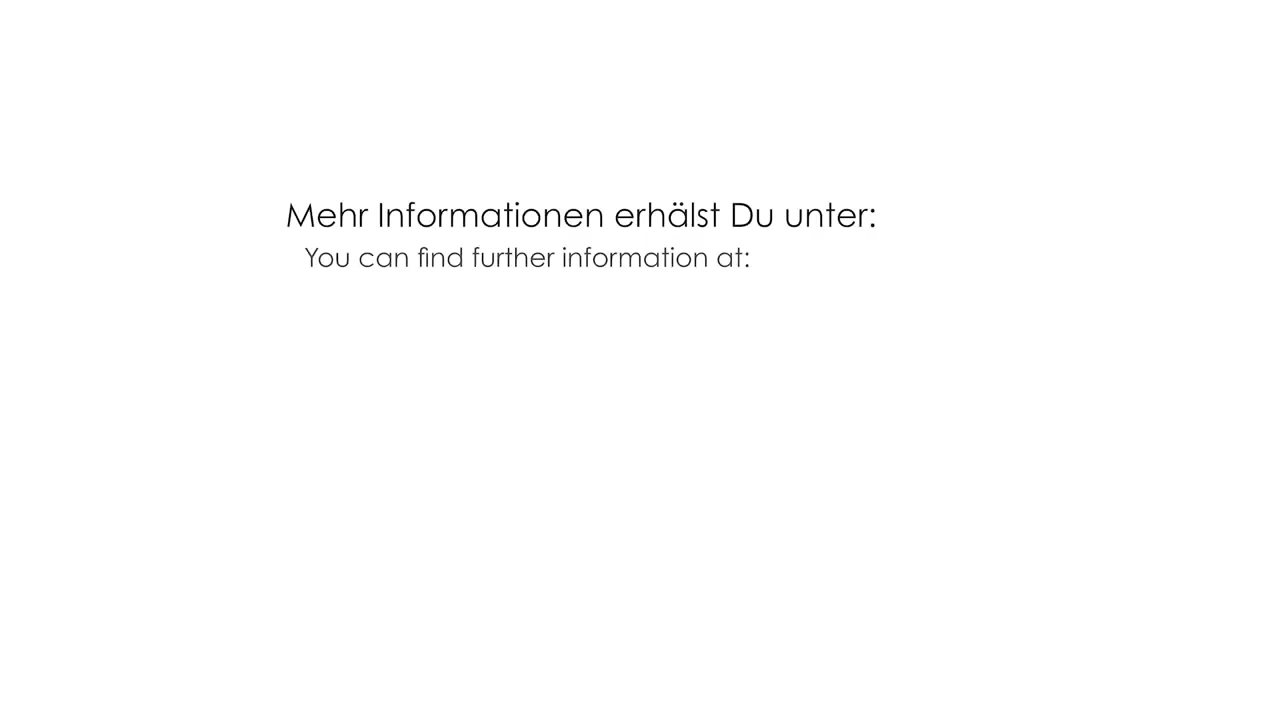 Mehr Informationen erhälst Du unter:
You can find further information at: